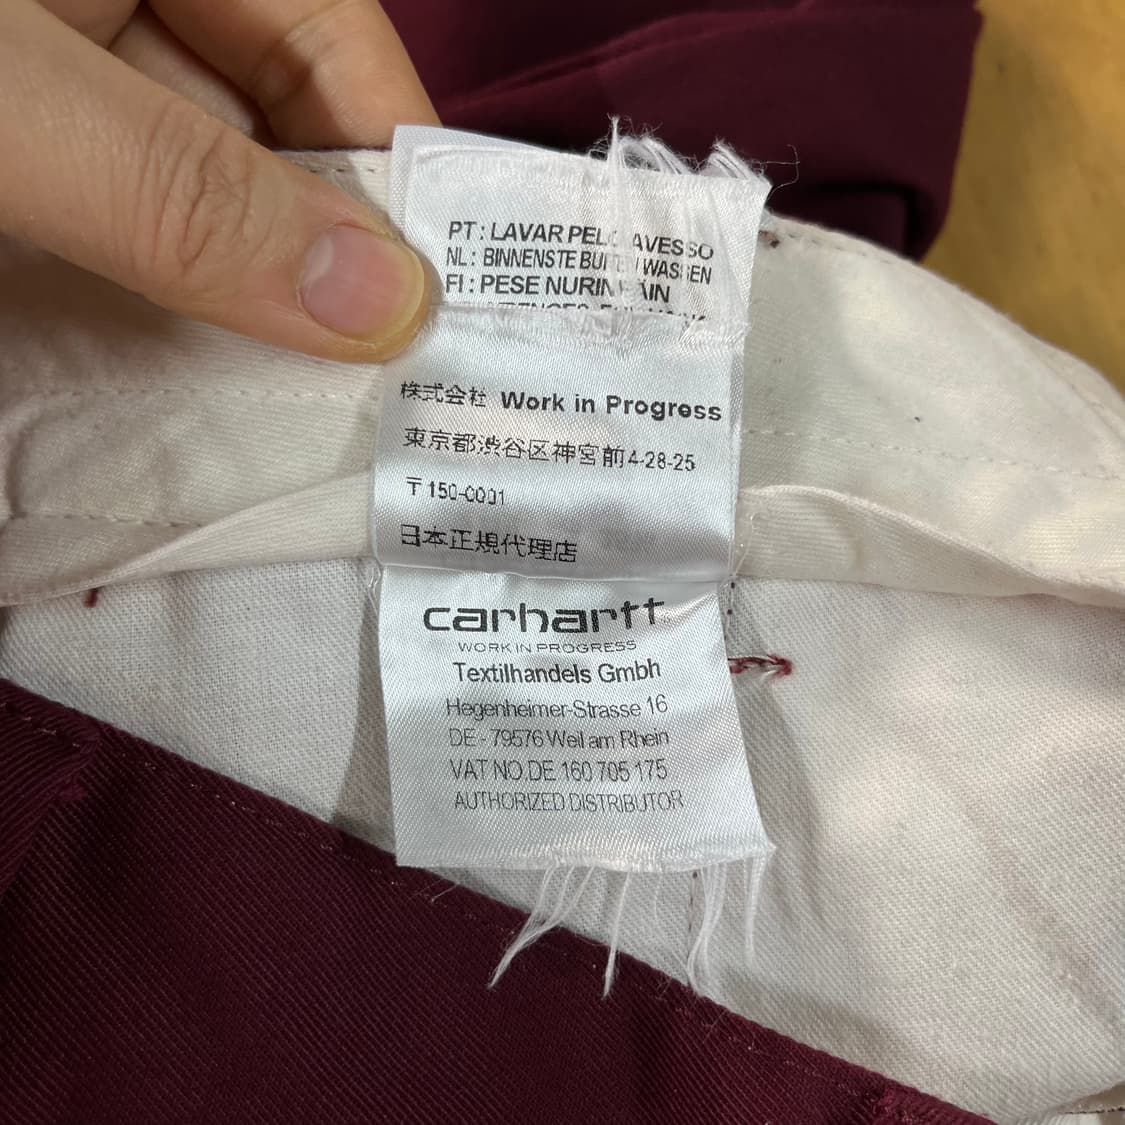 PT : LAVAR PELO AVESSO
NL : BINNENSTE BUITEN WASSEN
FI : PESE NURIN PÄIN
株式会社 Work in Progress
東京都渋谷区神宮前4-28-25
〒150-0001
日本正規代理店
carhartt
WORK IN PROGRESS
Textilhandels Gmbh
Hegenheimer-Strasse 16
DE - 79576 Weil am Rhein
VAT NO.DE 160 705 175
AUTHORIZED DISTRIBUTOR